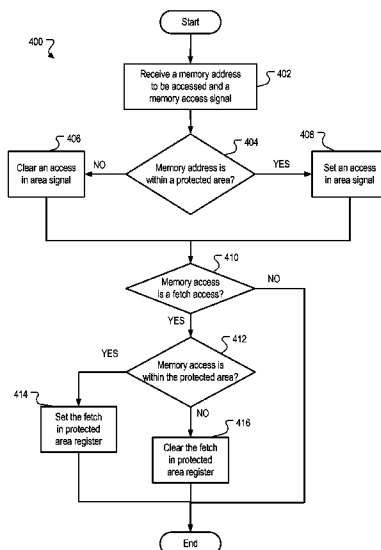 Start
400
Receive a memory address
to be accessed and a
memory access signal
402
406
404
408
Clear an access
in area signal
NO
Memory address is
within a protected area?
YES
Set an access
in area signal
410
Memory access
is a fetch access?
NO
YES
412
YES
Memory access is
within the protected area?
414
NO
416
Set the fetch
in protected
area register
Clear the fetch
in protected
area register
End